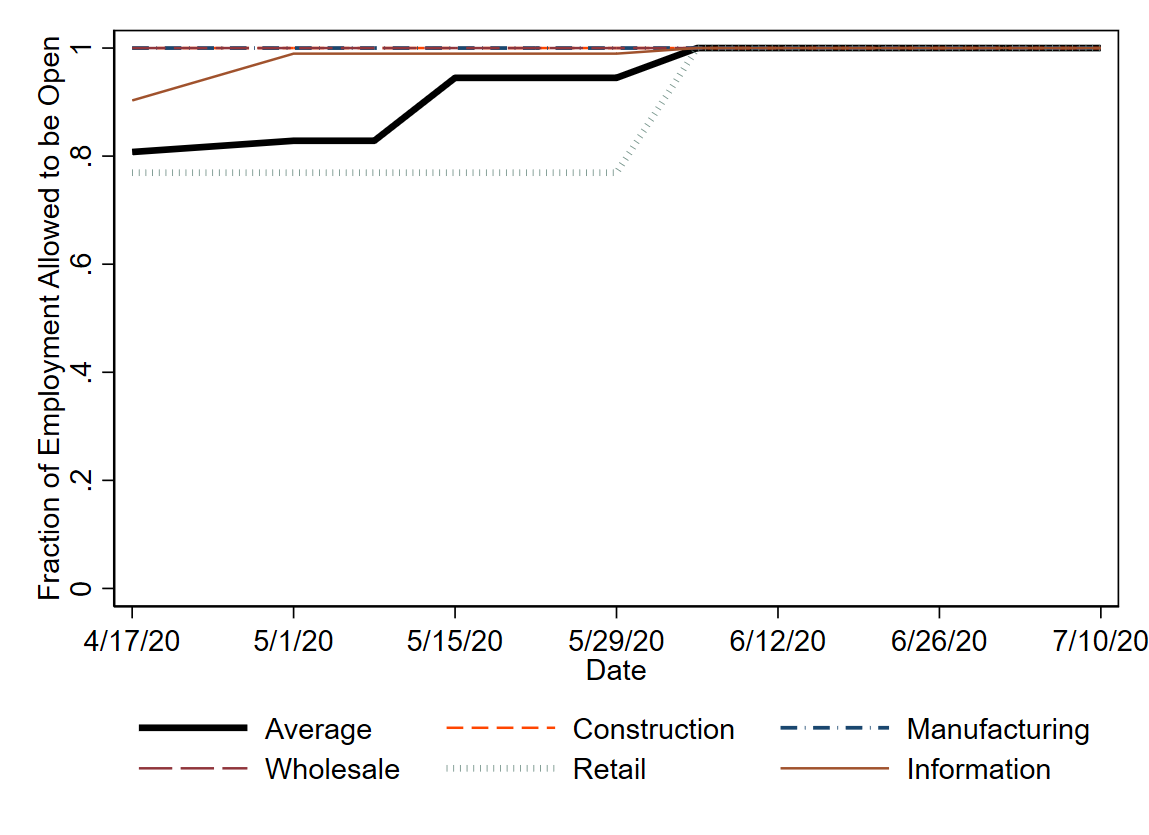 Fraction of Employment Allowed to be Open
1
.8
.6
.4
.2
0
4/17/20 5/1/20 5/15/20 5/29/20 6/12/20 6/26/20 7/10/20
Date
Average Construction Manufacturing
Wholesale Retail Information